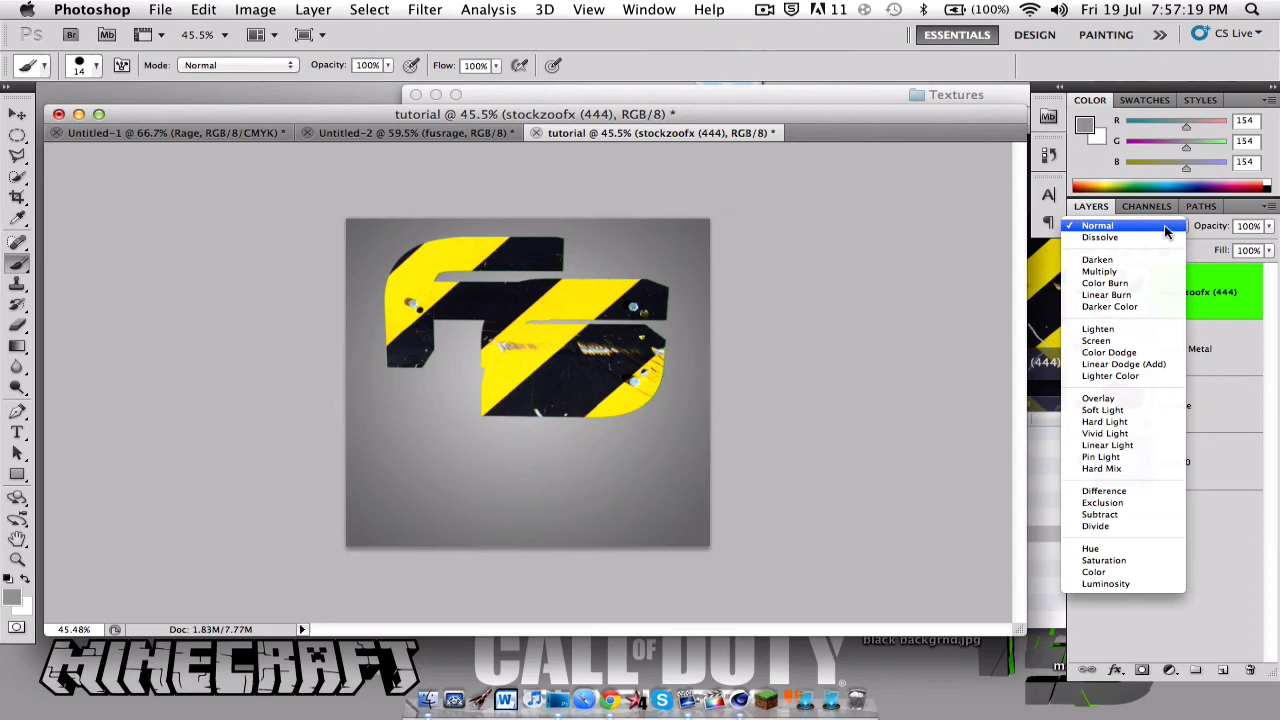 Photoshop File Edit Image Layer Select Filter Analysis 3D View Window Help 11 (100%) Fri 19 Jul 7:57:19 PM
Ps Br Mb 45.5% ESSENTIALS DESIGN PAINTING CS Live
14 Mode: Normal Opacity: 100% Flow: 100%
Textures
tutorial @ 45.5% (stockzoofx (444), RGB/8) *
Untitled-1 @ 66.7% (Rage, RGB/8/CMYK) *
Untitled-2 @ 59.5% (fusrage, RGB/8) *
tutorial @ 45.5% (stockzoofx (444), RGB/8) *
COLOR SWATCHES STYLES
Mb
R 154
G 154
B 154
LAYERS CHANNELS PATHS
Opacity: 100%
Fill: 100%
Normal
Dissolve
Darken
Multiply
Color Burn
Linear Burn
Darker Color
Lighten
Screen
Color Dodge
Linear Dodge (Add)
Lighter Color
Overlay
Soft Light
Hard Light
Vivid Light
Linear Light
Pin Light
Hard Mix
Difference
Exclusion
Subtract
Divide
Hue
Saturation
Color
Luminosity
zoofx (444)
Metal
(444)
45.48% Doc: 1.83M/7.77M
black backgrnd.jpg
MINECRAFT
CALL OF DUTY